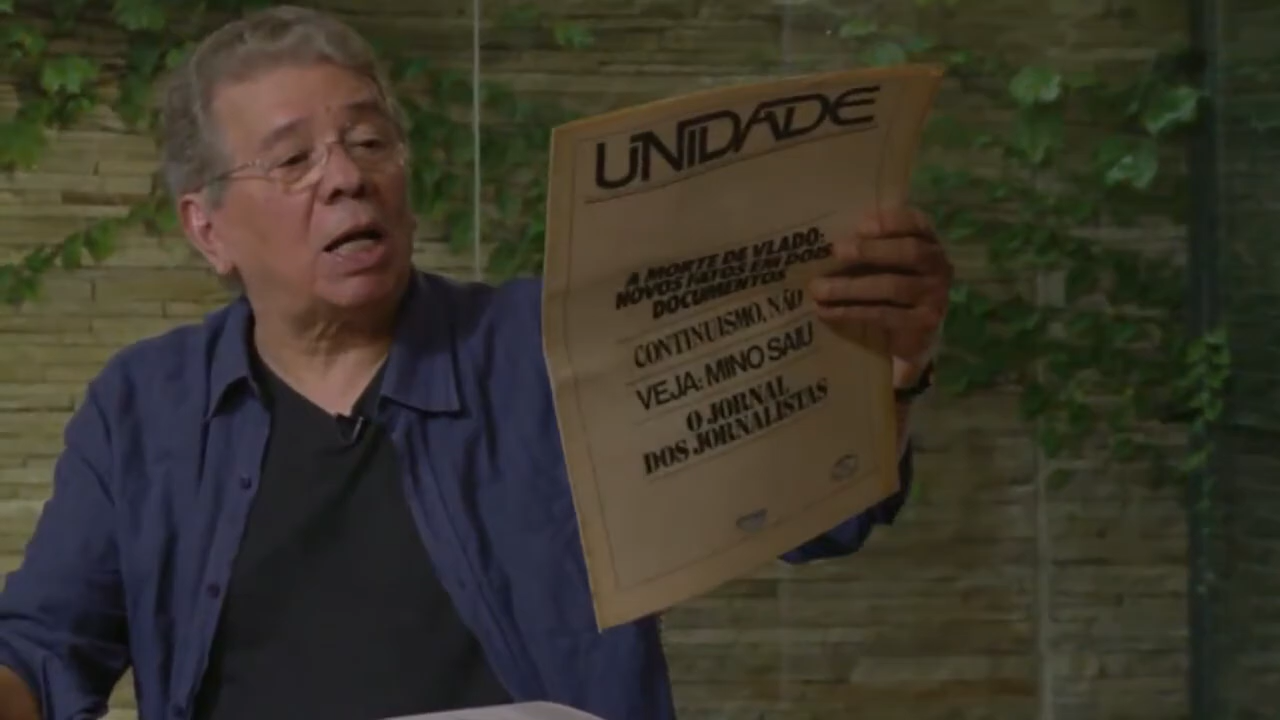 UNIDADE
A MORTE DE VLADO:
NOVOS FATOS EM DOIS
DOCUMENTOS
CONTINUISMO, NÃO
VEJA: MINO SAIU
O JORNAL
DOS JORNALISTAS